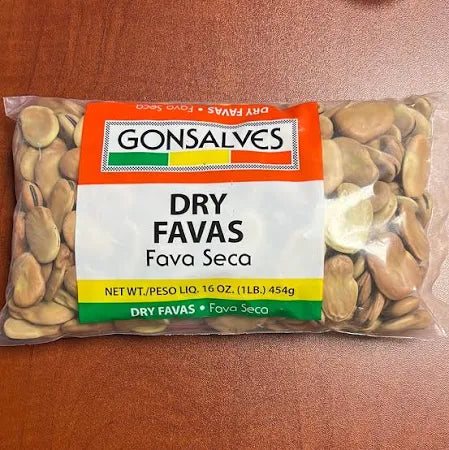 DRY FAVAS • Fava Seca
GONSALVES
DRY
FAVAS
Fava Seca
NET WT./PESO LIQ. 16 OZ. (1LB.) 454g
DRY FAVAS • Fava Seca